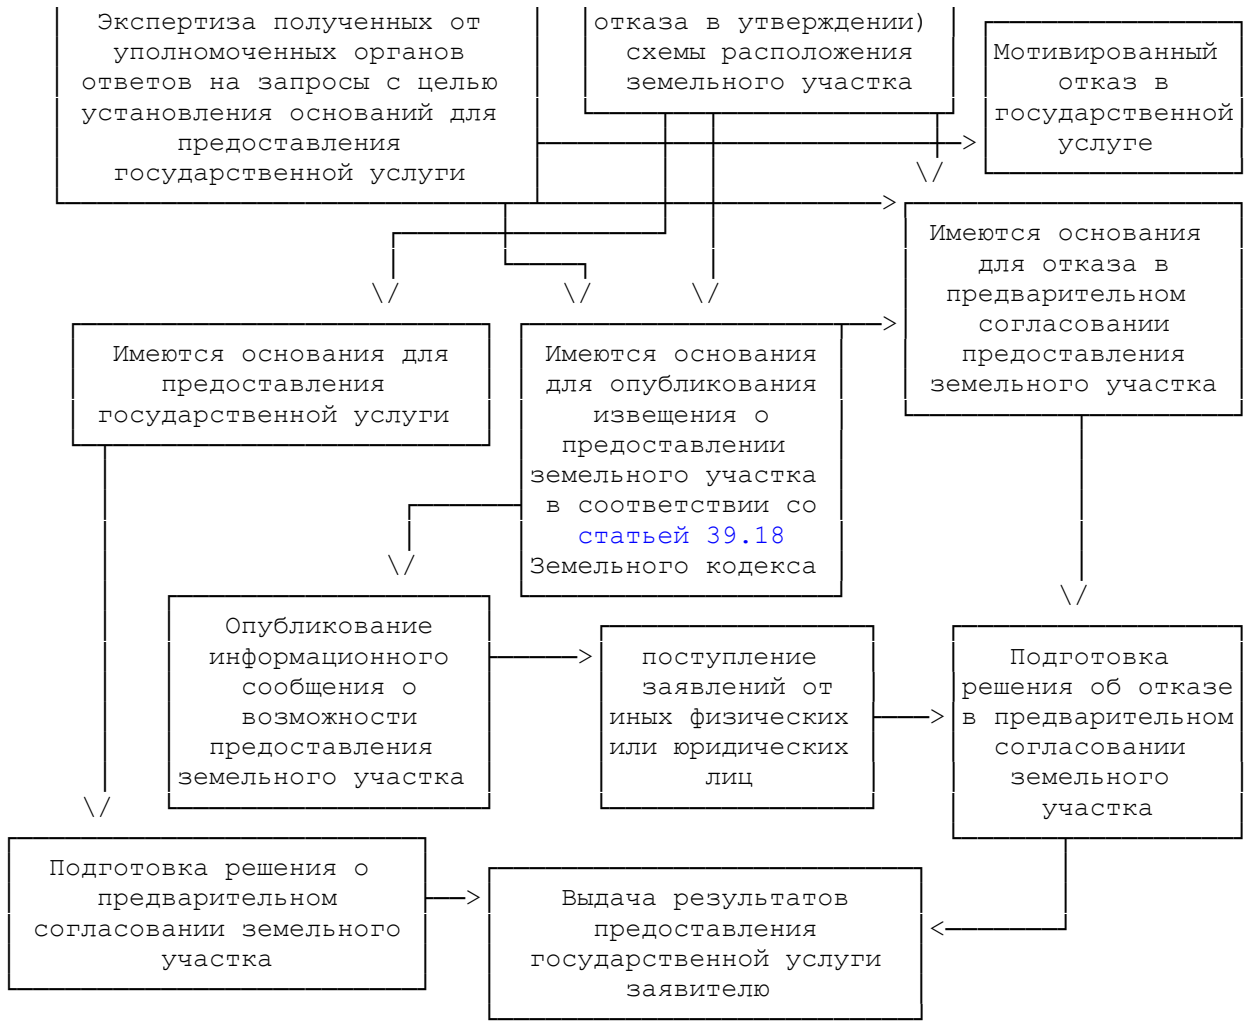 Экспертиза полученных от
уполномоченных органов
ответов на запросы с целью
установления оснований для
предоставления
государственной услуги
отказа в утверждении)
схемы расположения
земельного участка
Мотивированный
отказ в
государственной
услуге
Имеются основания
для отказа в
предварительном
согласовании
предоставления
земельного участка
Имеются основания для
предоставления
государственной услуги
Имеются основания
для опубликования
извещения о
предоставлении
земельного участка
в соответствии со
статьей 39.18
Земельного кодекса
Опубликование
информационного
сообщения о
возможности
предоставления
земельного участка
поступление
заявлений от
иных физических
или юридических
лиц
Подготовка
решения об отказе
в предварительном
согласовании
земельного
участка
Подготовка решения о
предварительном
согласовании земельного
участка
Выдача результатов
предоставления
государственной услуги
заявителю